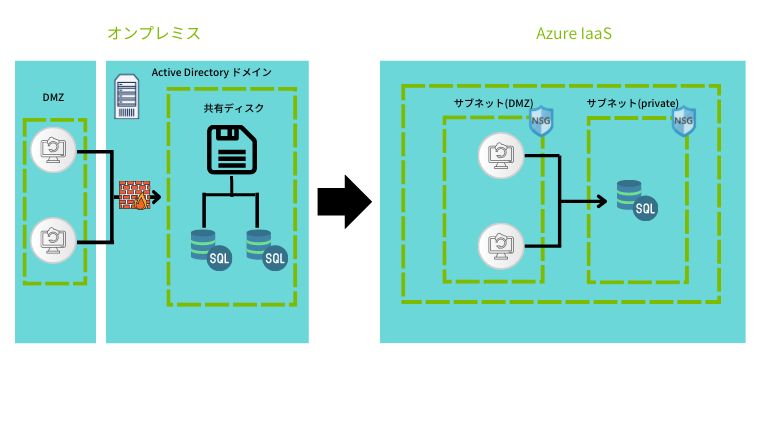 オンプレミス
DMZ
Active Directory ドメイン
共有ディスク
SQL
SQL
Azure IaaS
サブネット(DMZ)
NSG
サブネット(private)
NSG
SQL